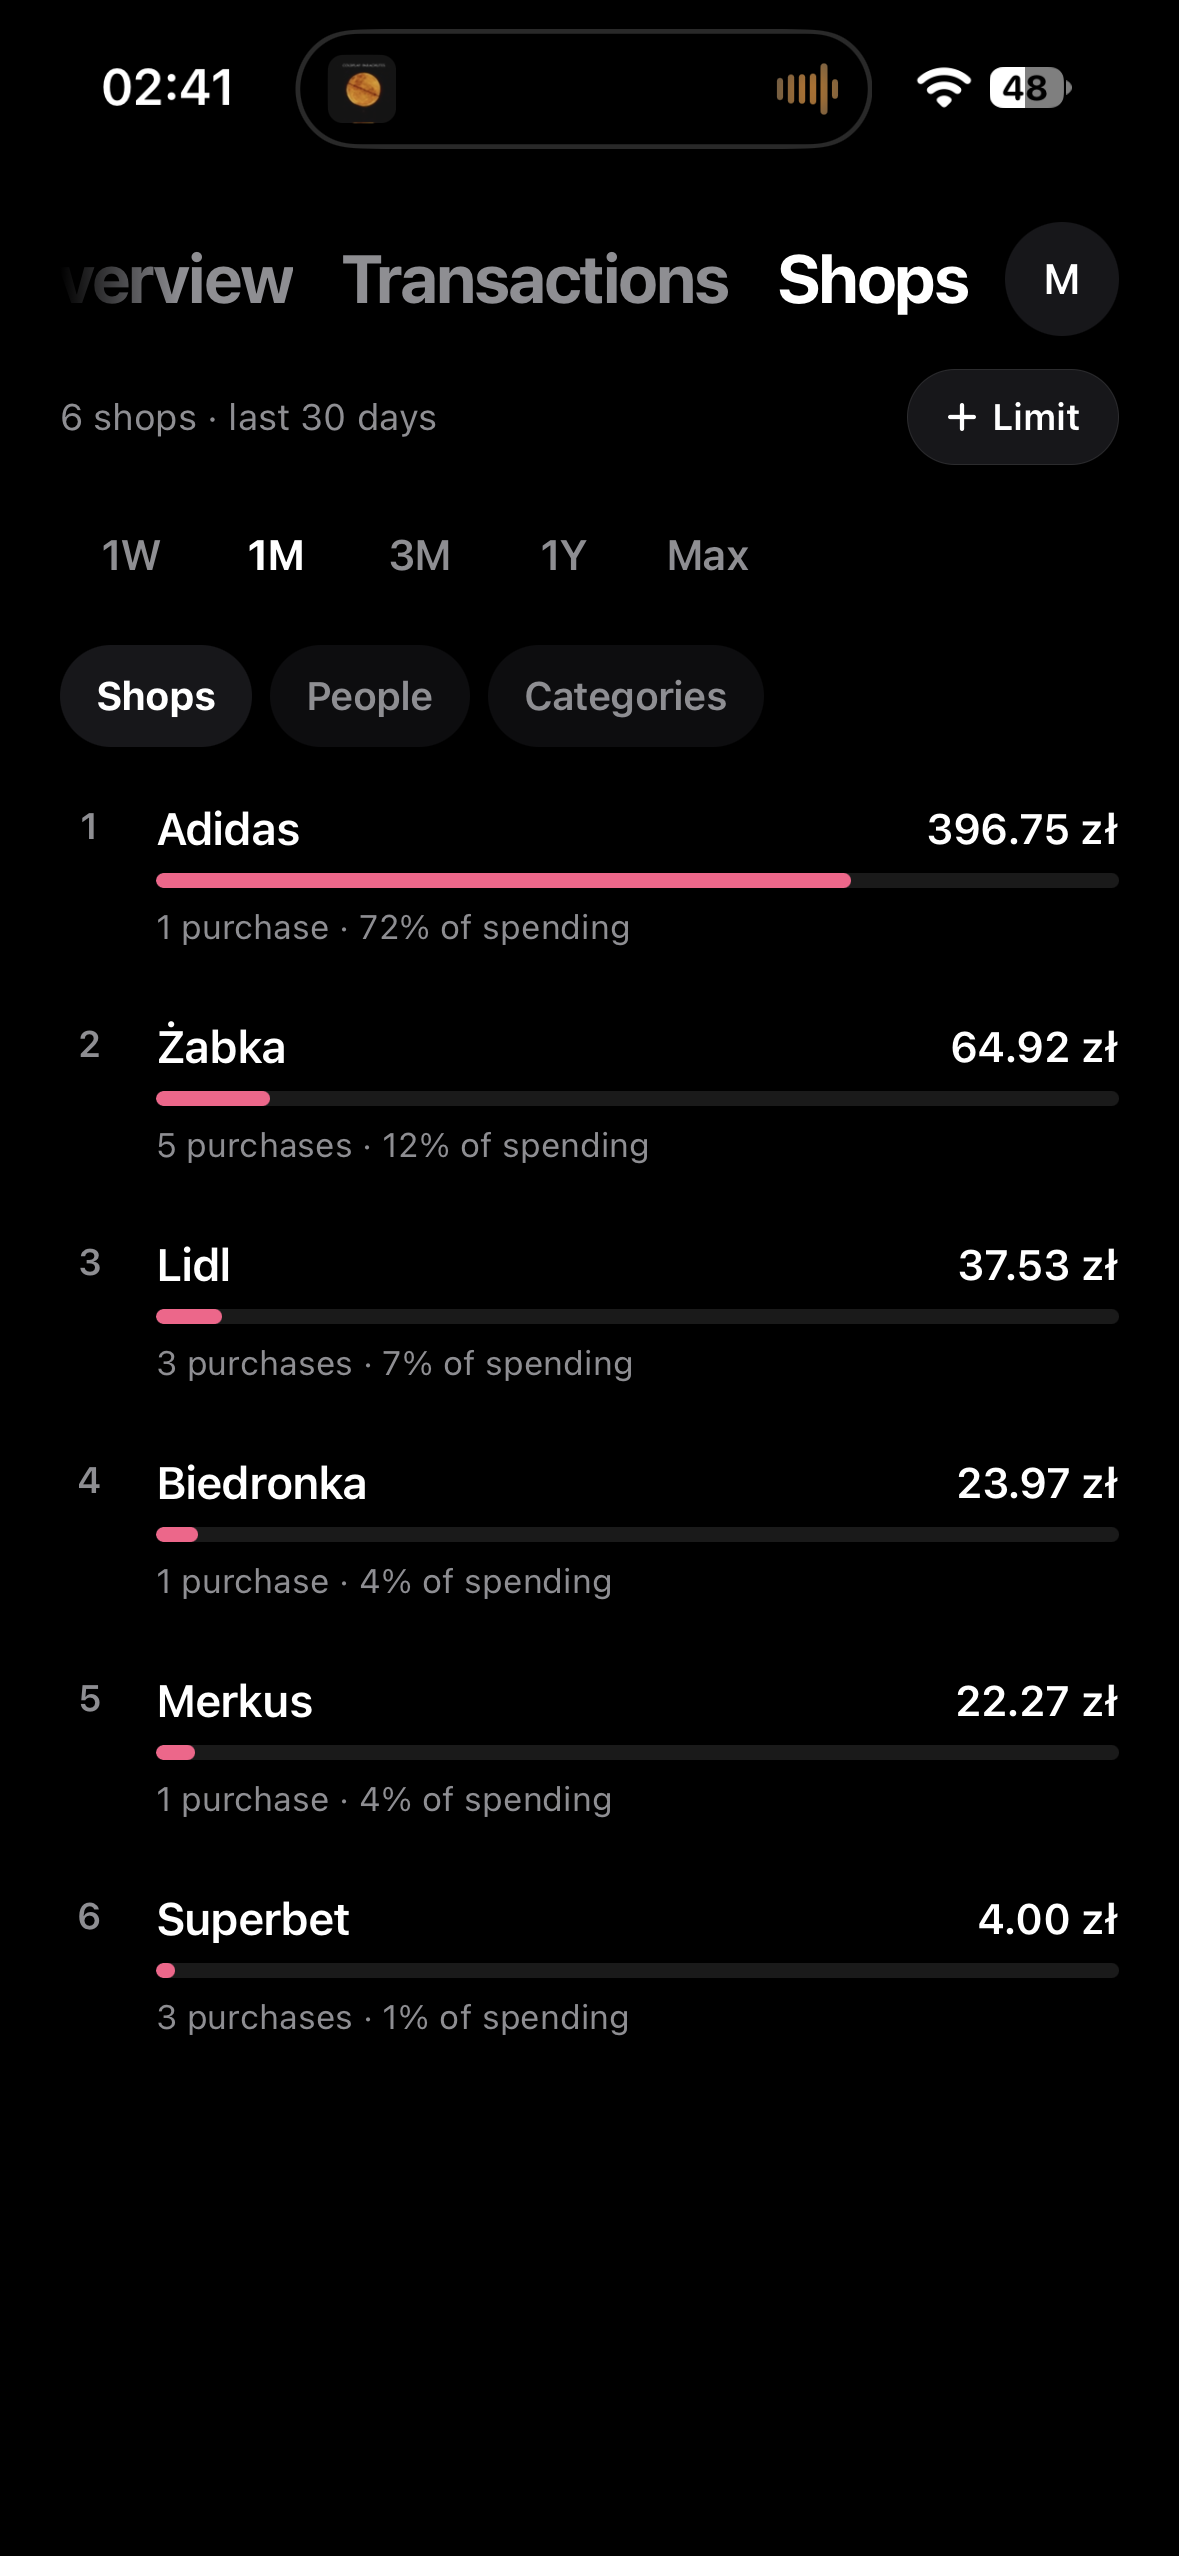 02:41
48
verview Transactions Shops M
6 shops · last 30 days
+ Limit
1W 1M 3M 1Y Max
Shops People Categories
1 Adidas 396.75 zł
1 purchase · 72% of spending
2 Żabka 64.92 zł
5 purchases · 12% of spending
3 Lidl 37.53 zł
3 purchases · 7% of spending
4 Biedronka 23.97 zł
1 purchase · 4% of spending
5 Merkus 22.27 zł
1 purchase · 4% of spending
6 Superbet 4.00 zł
3 purchases · 1% of spending